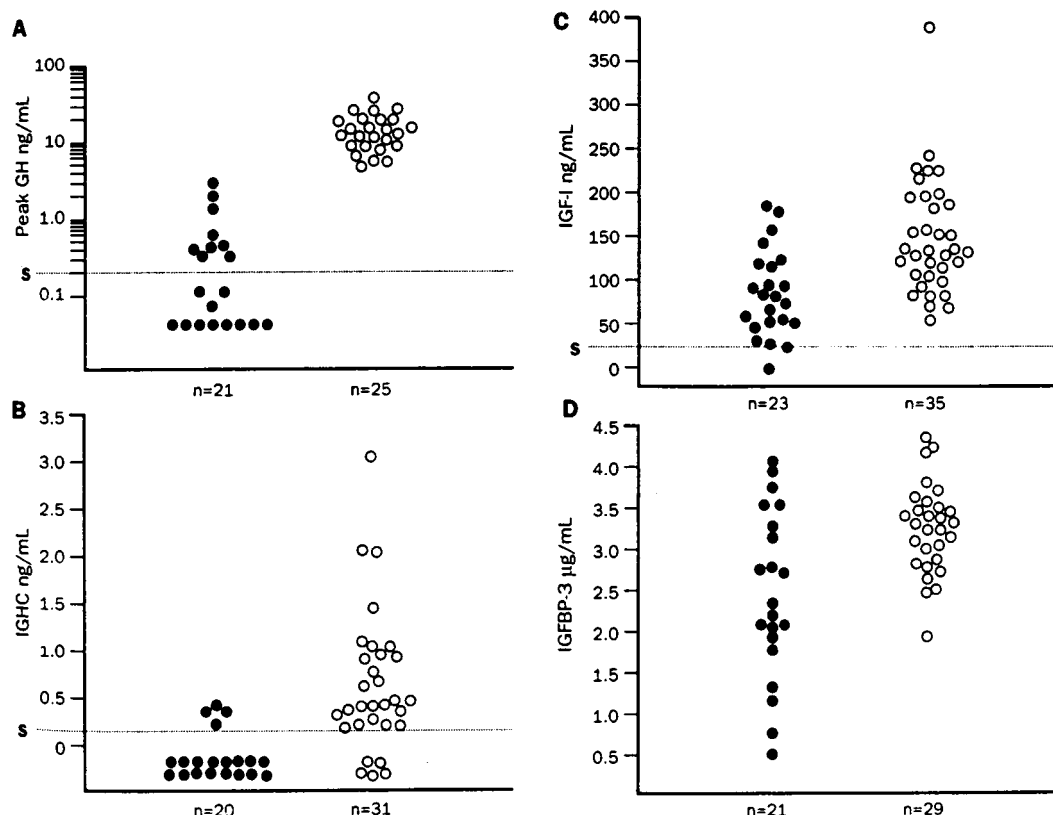 A
Peak GH ng/mL
100
10
1.0
S
0.1
n=21
n=25
B
IGHC ng/mL
3.5
3.0
2.5
2.0
1.5
1.0
0.5
S
0
n=20
n=31
C
IGF-I ng/mL
400
350
300
250
200
150
100
50
S
0
n=23
n=35
D
IGFBP-3 µg/mL
4.5
4.0
3.5
3.0
2.5
2.0
1.5
1.0
0.5
n=21
n=29